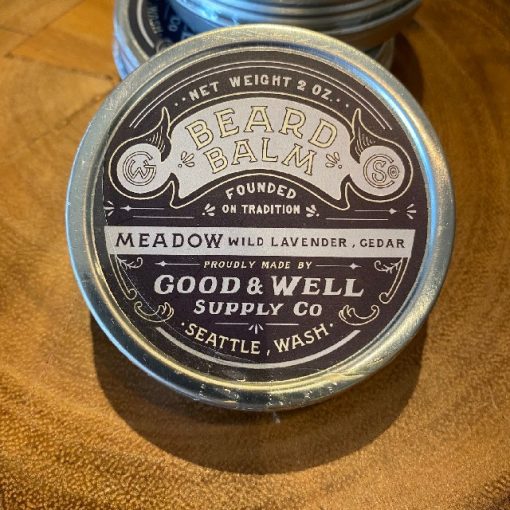 NET WEIGHT 2 OZ.
BEARD
BALM
GW
Co
FOUNDED
ON TRADITION
MEADOW WILD LAVENDER, CEDAR
PROUDLY MADE BY
GOOD & WELL
SUPPLY CO
SEATTLE, WASH